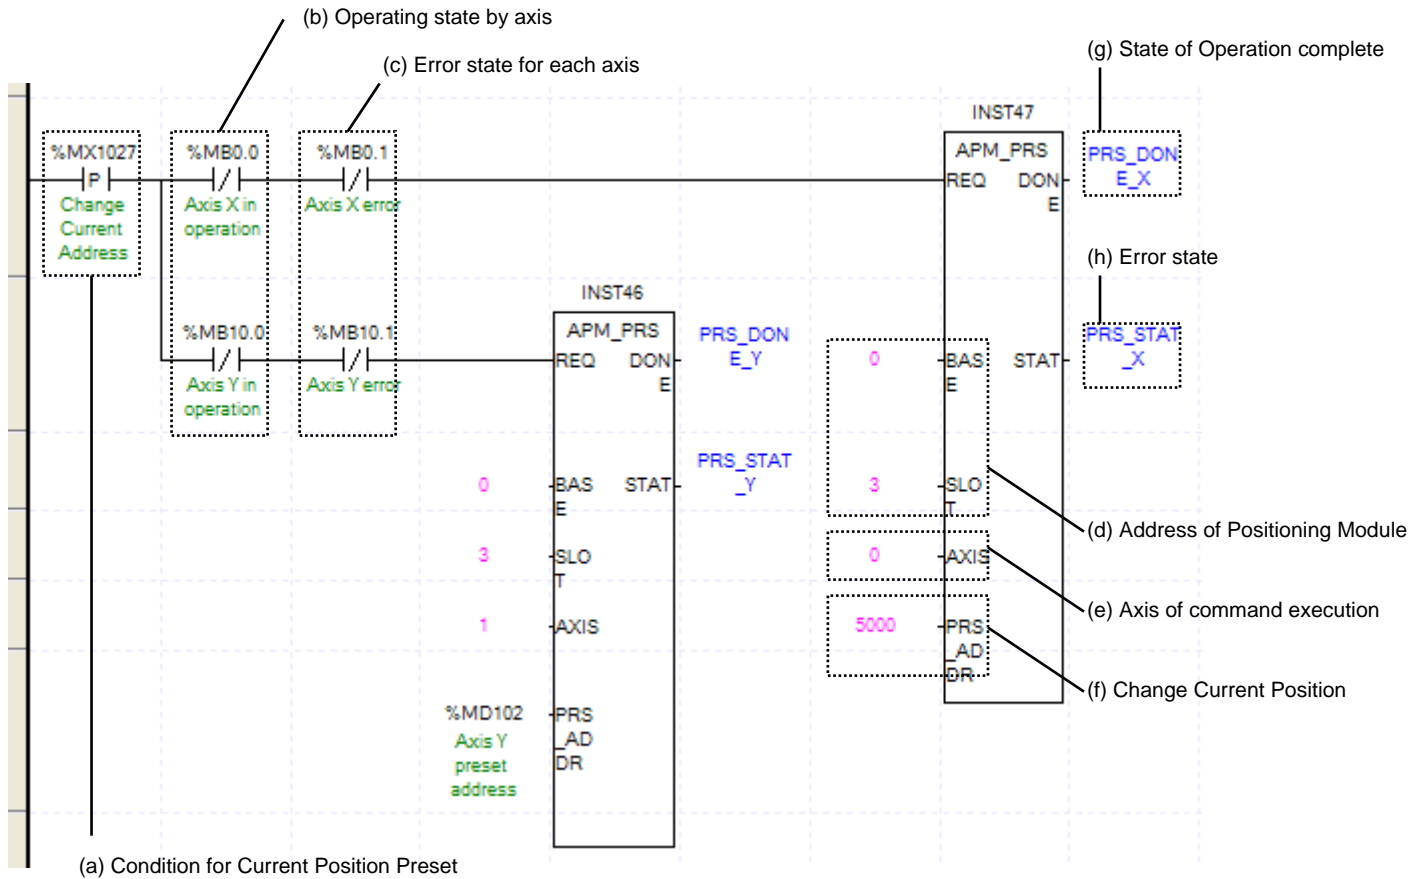 (b) Operating state by axis
(c) Error state for each axis
(g) State of Operation complete
INST47
%MX1027
P
Change
Current
Address
%MB0.0
Axis X in
operation
%MB0.1
Axis X error
APM_PRS
REQ DON
E
PRS_DON
E_X
(h) Error state
INST46
%MB10.0
Axis Y in
operation
%MB10.1
Axis Y error
APM_PRS
REQ DON
E
PRS_DON
E_Y
0
BAS
E
STAT
PRS_STAT
_X
0
BAS
E
STAT
PRS_STAT
_Y
3
SLO
T
(d) Address of Positioning Module
3
SLO
T
0
AXIS
(e) Axis of command execution
1
AXIS
5000
PRS
_AD
DR
(f) Change Current Position
%MD102
Axis Y
preset
address
PRS
_AD
DR
(a) Condition for Current Position Preset